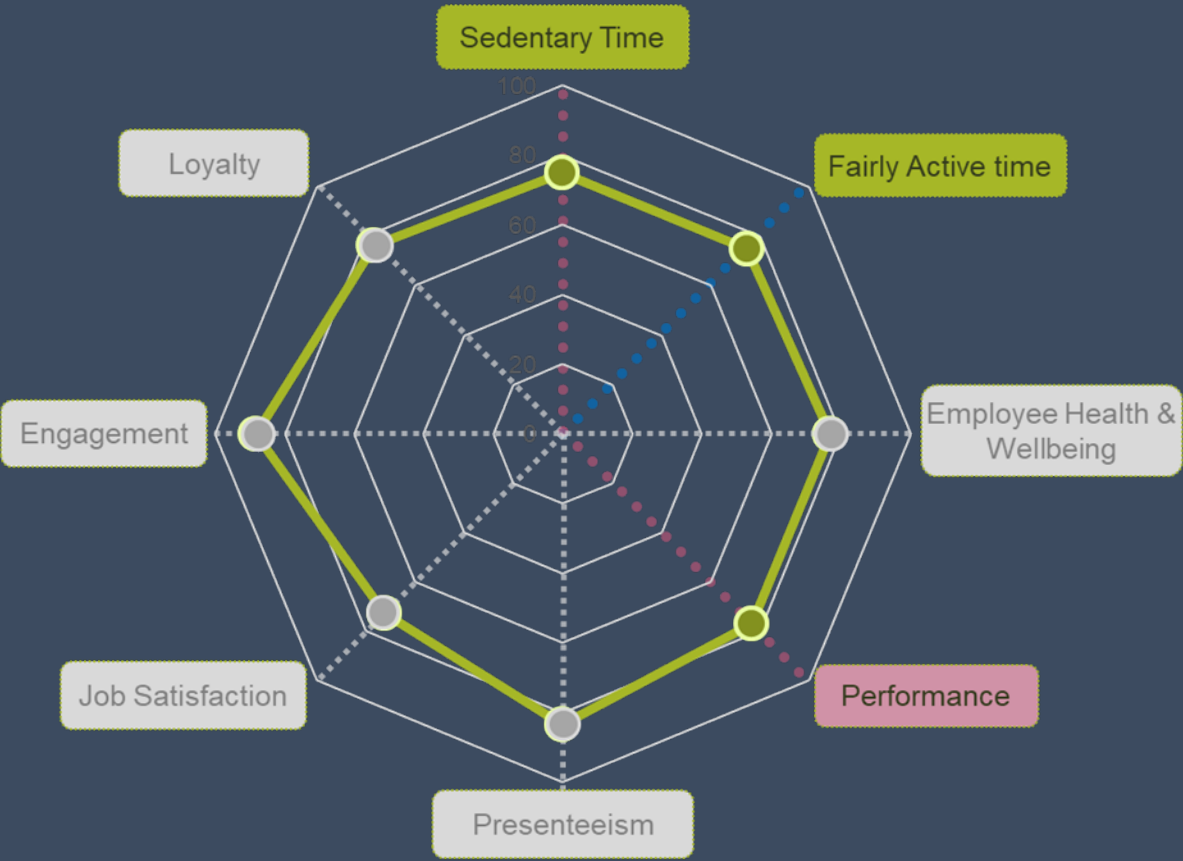 Sedentary Time
100
Loyalty
80
Fairly Active time
60
40
20
Engagement
0
Employee Health &
Wellbeing
Job Satisfaction
Performance
Presenteeism